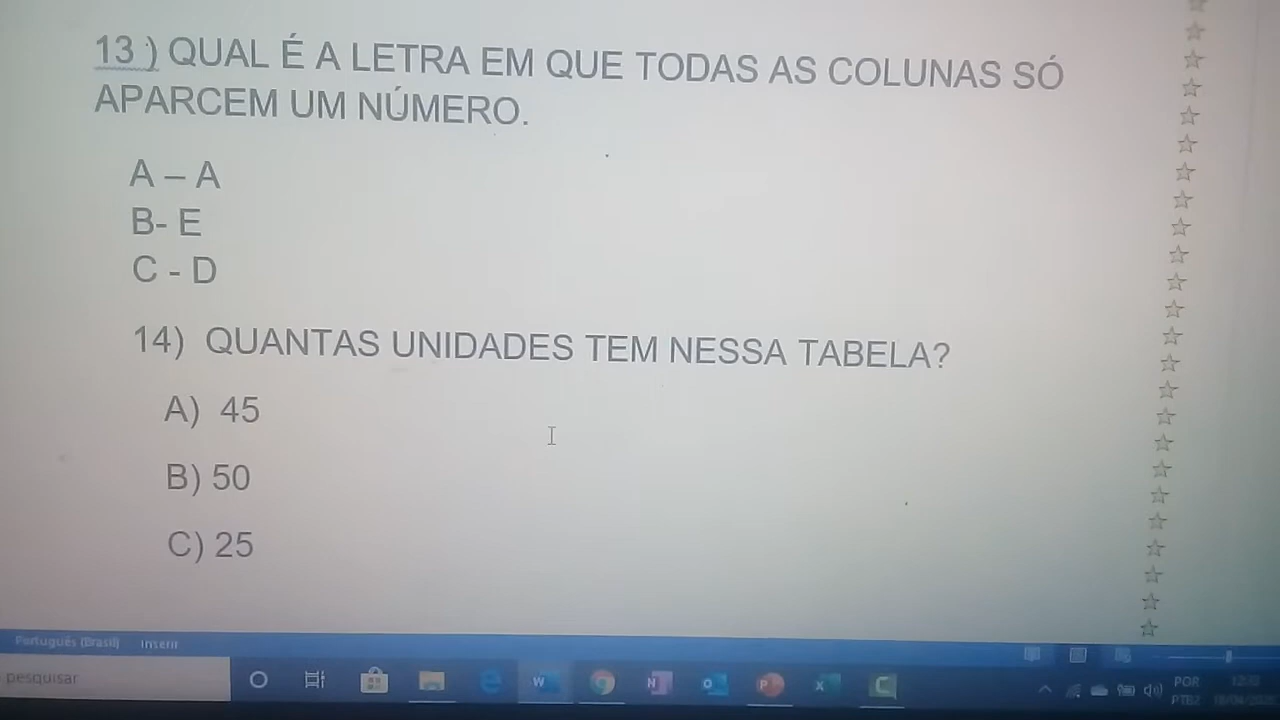 13 ) QUAL É A LETRA EM QUE TODAS AS COLUNAS SÓ
APARCEM UM NÚMERO.
A – A
B- E
C - D
14) QUANTAS UNIDADES TEM NESSA TABELA?
A) 45
B) 50
C) 25
Português (Brasil) Inserir
pesquisar
POR
PTB2